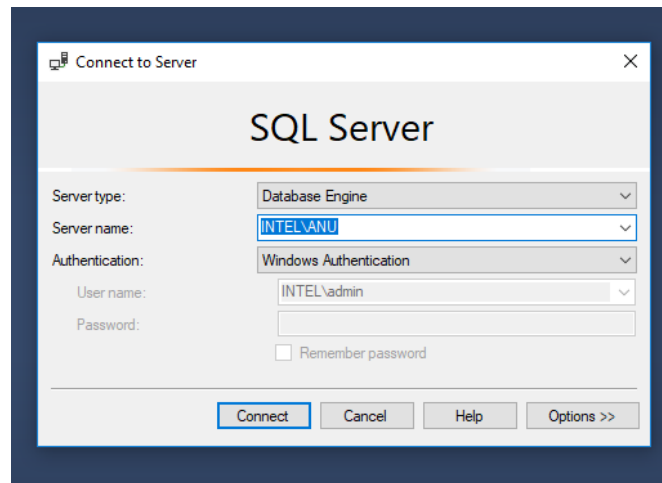 Connect to Server
SQL Server
Server type: Database Engine
Server name: INTEL\ANU
Authentication: Windows Authentication
User name: INTEL\admin
Password:
Remember password
Connect Cancel Help Options >>